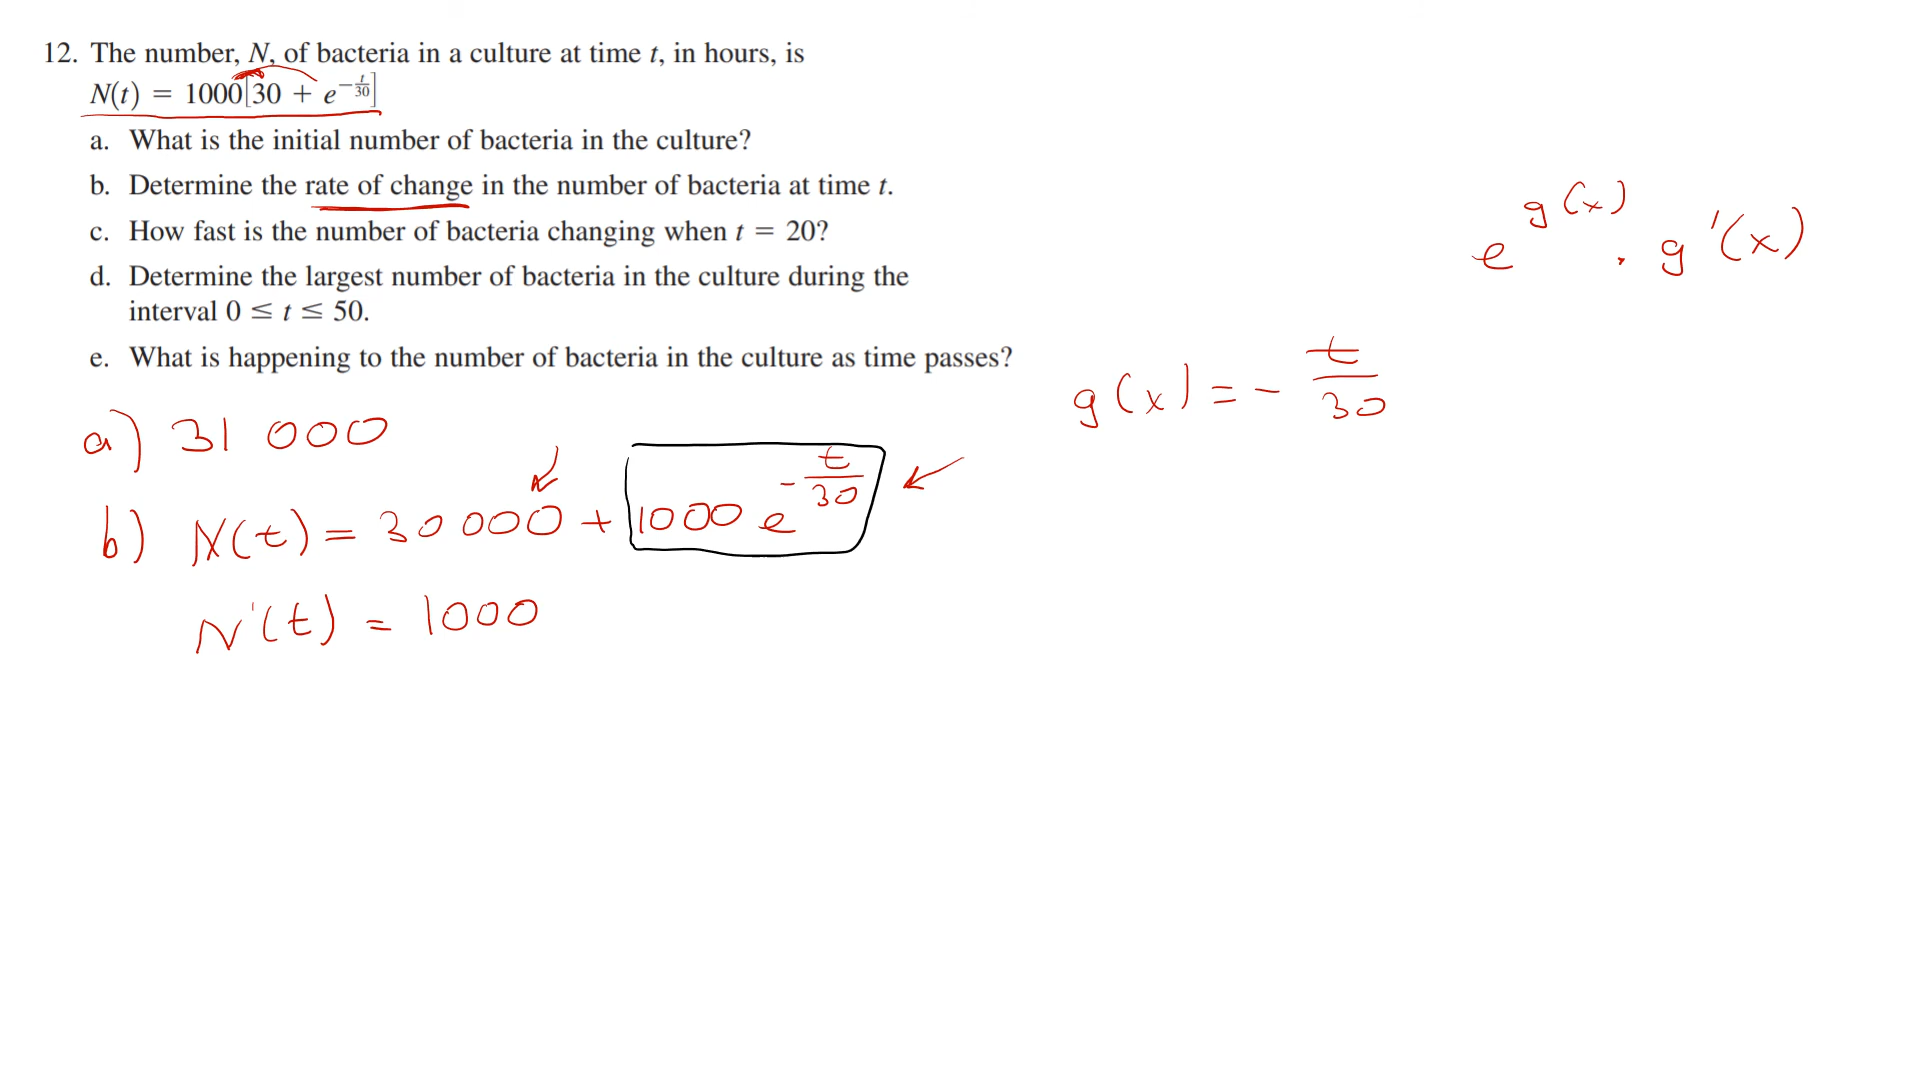 12. The number, N, of bacteria in a culture at time t, in hours, is
N(t) = 1000[30 + e^{-t/30}]
a. What is the initial number of bacteria in the culture?
b. Determine the rate of change in the number of bacteria at time t.
c. How fast is the number of bacteria changing when t = 20?
d. Determine the largest number of bacteria in the culture during the
interval 0 ≤ t ≤ 50.
e. What is happening to the number of bacteria in the culture as time passes?
e^{g(x)} . g'(x)
g(x) = - t/30
a) 31 000
b) N(t) = 30 000 + 1000 e^{-t/30}
N'(t) = 1000